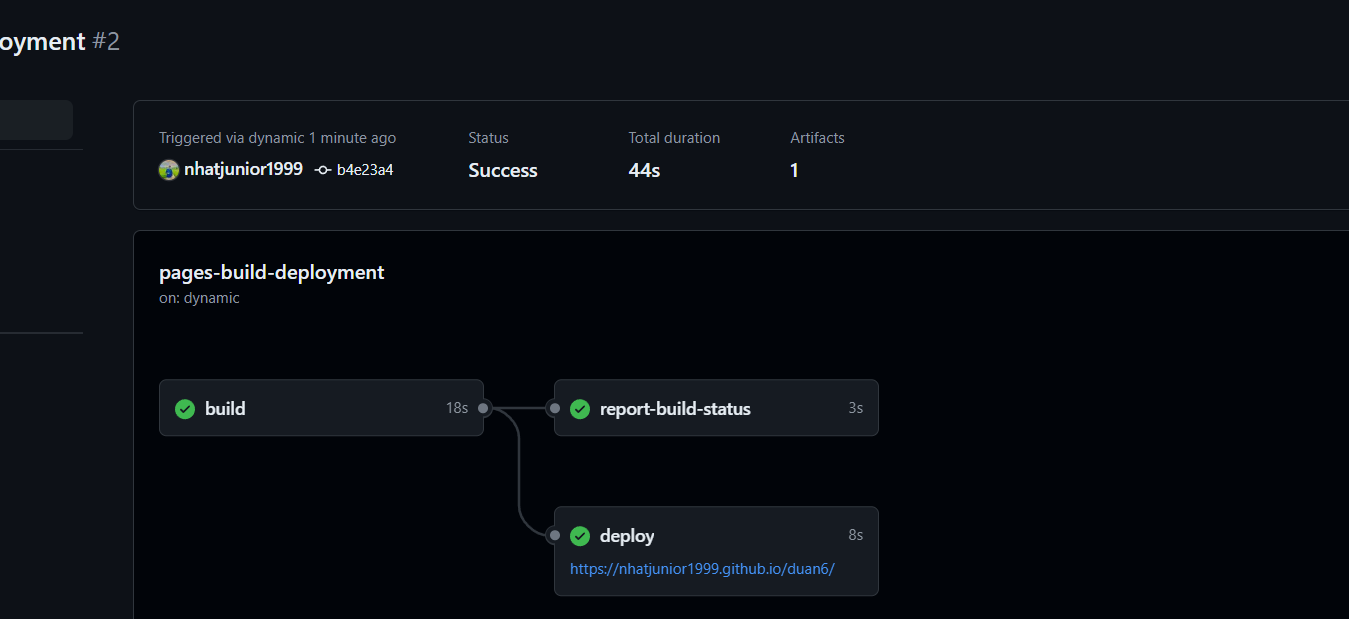 oyment #2
Triggered via dynamic 1 minute ago
nhatjunior1999 b4e23a4
Status
Success
Total duration
44s
Artifacts
1
pages-build-deployment
on: dynamic
build 18s
report-build-status 3s
deploy 8s
https://nhatjunior1999.github.io/duan6/